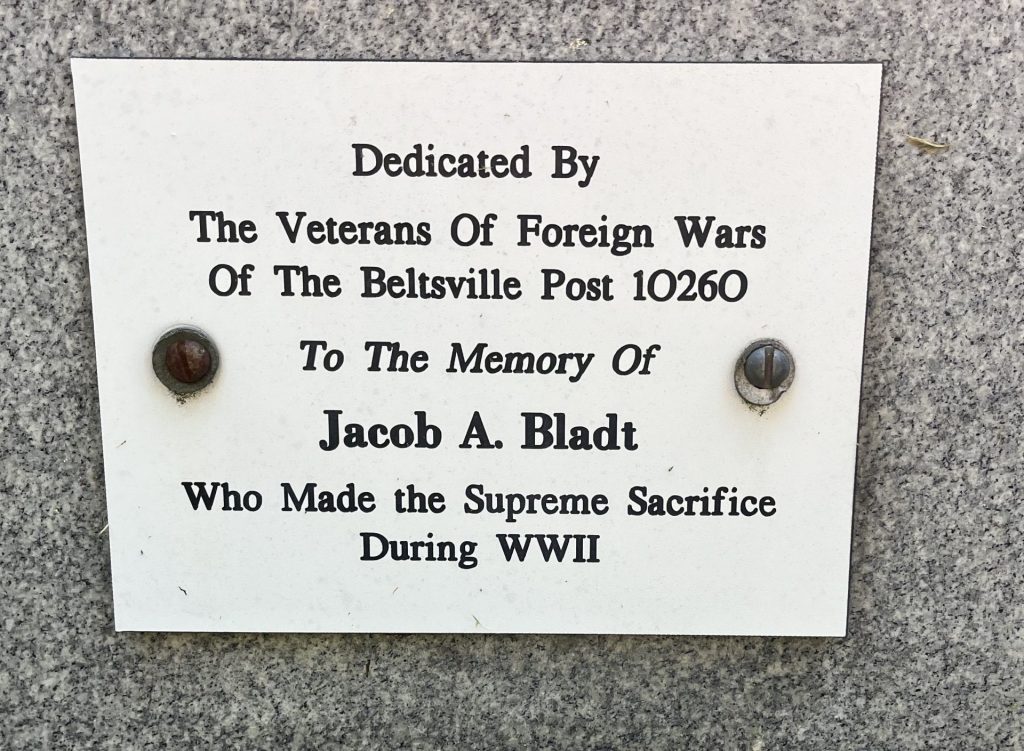 Dedicated By
The Veterans Of Foreign Wars
Of The Beltsville Post 10260
To The Memory Of
Jacob A. Bladt
Who Made the Supreme Sacrifice
During WWII